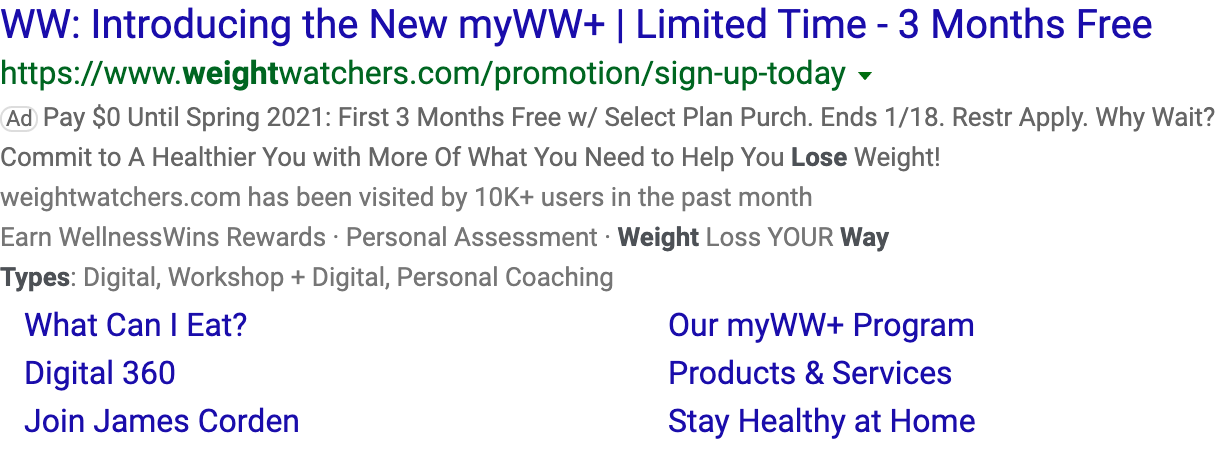 WW: Introducing the New myWW+ | Limited Time - 3 Months Free
https://www.weightwatchers.com/promotion/sign-up-today
Ad Pay $0 Until Spring 2021: First 3 Months Free w/ Select Plan Purch. Ends 1/18. Restr Apply. Why Wait?
Commit to A Healthier You with More Of What You Need to Help You Lose Weight!
weightwatchers.com has been visited by 10K+ users in the past month
Earn WellnessWins Rewards · Personal Assessment · Weight Loss YOUR Way
Types: Digital, Workshop + Digital, Personal Coaching
What Can I Eat? Our myWW+ Program
Digital 360 Products & Services
Join James Corden Stay Healthy at Home